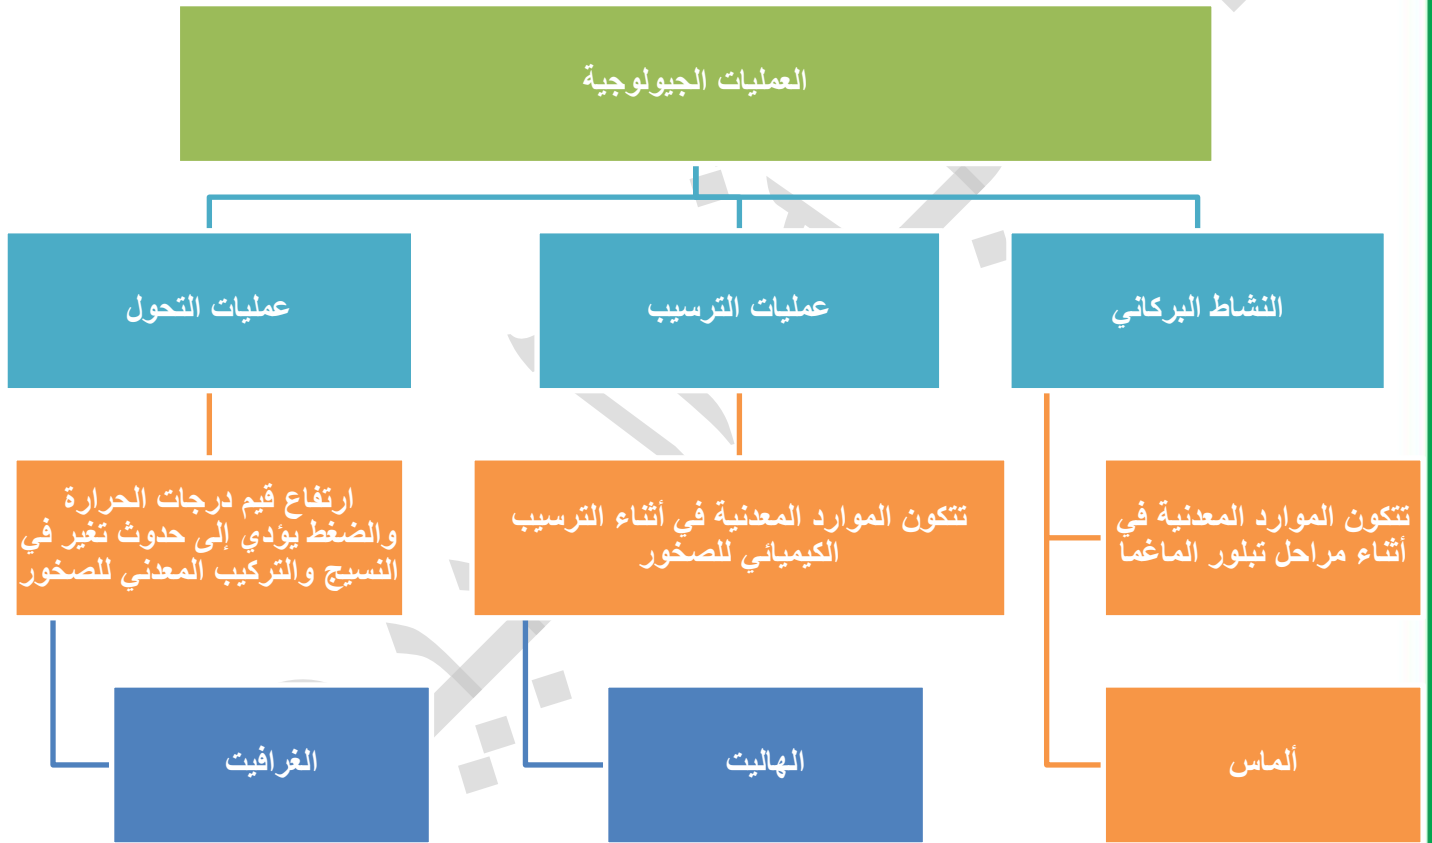 العمليات الجيولوجية
النشاط البركاني
عمليات الترسيب
عمليات التحول
تتكون الموارد المعدنية في
أثناء مراحل تبلور الماغما
تتكون الموارد المعدنية في أثناء الترسيب
الكيميائي للصخور
ارتفاع قيم درجات الحرارة
والضغط يؤدي إلى حدوث تغير في
النسيج والتركيب المعدني للصخور
ألماس
الهاليت
الغرافيت